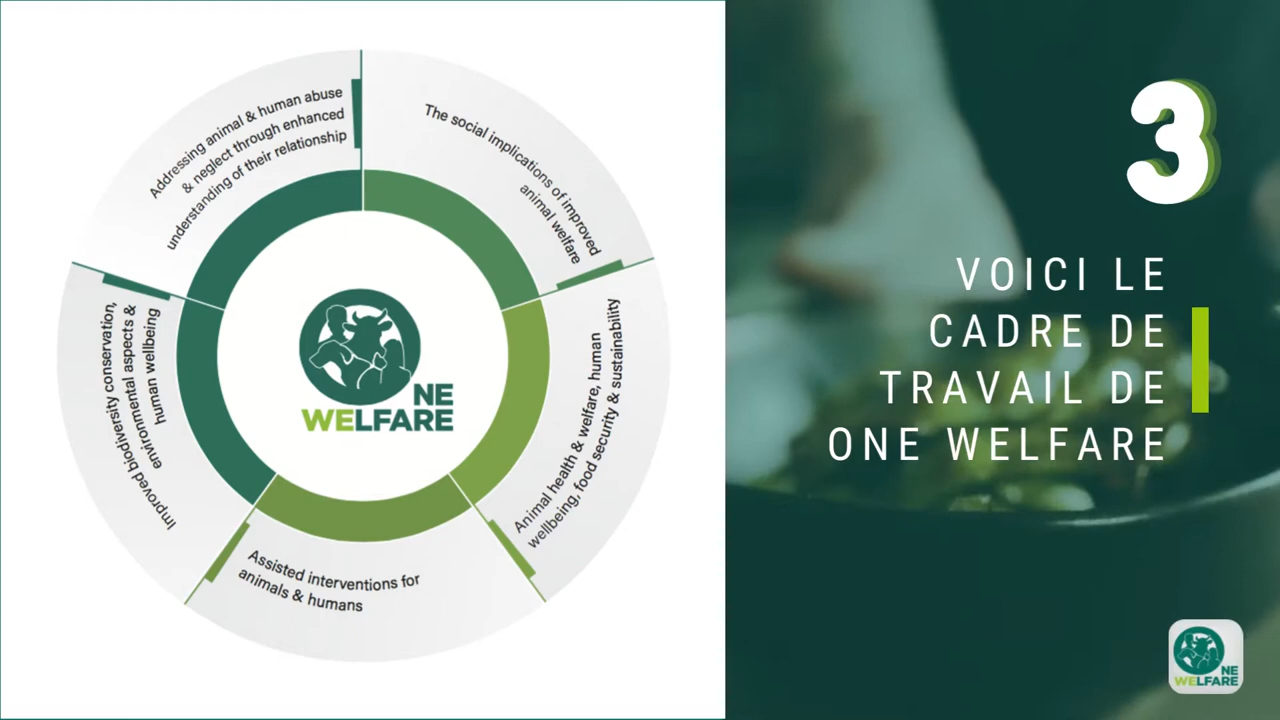 Addressing animal & human abuse
& neglect through enhanced
understanding of their relationship
The social implications of improved
animal welfare
Animal health & welfare, human
wellbeing, food security & sustainability
Assisted interventions for
animals & humans
Improved biodiversity conservation,
environmental aspects &
human wellbeing
NE
WELFARE
3
VOICI LE
CADRE DE
TRAVAIL DE
ONE WELFARE
NE
WELFARE